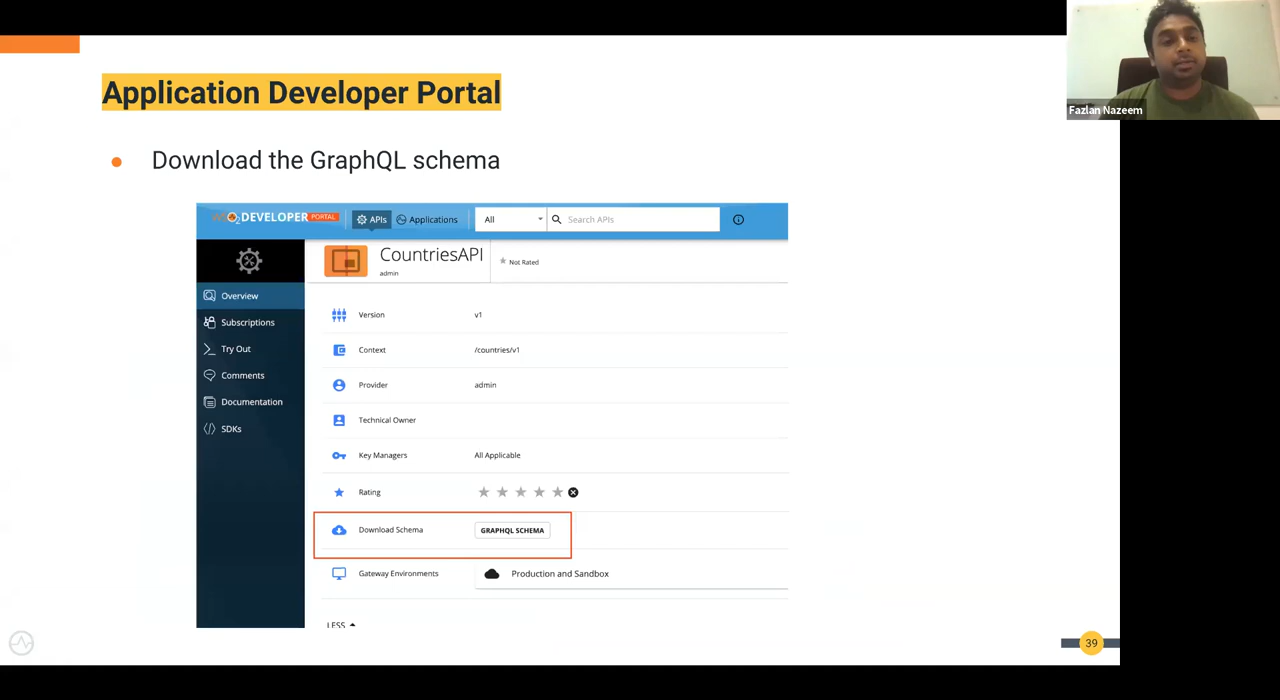 Application Developer Portal
Fazlan Nazeem
Download the GraphQL schema
DEVELOPER PORTAL
APIs
Applications
All
Search APIs
CountriesAPI
admin
Not Rated
Overview
Subscriptions
Try Out
Comments
Documentation
SDKs
Version v1
Context /countries/v1
Provider admin
Technical Owner
Key Managers All Applicable
Rating
Download Schema GRAPHQL SCHEMA
Gateway Environments Production and Sandbox
LESS
39